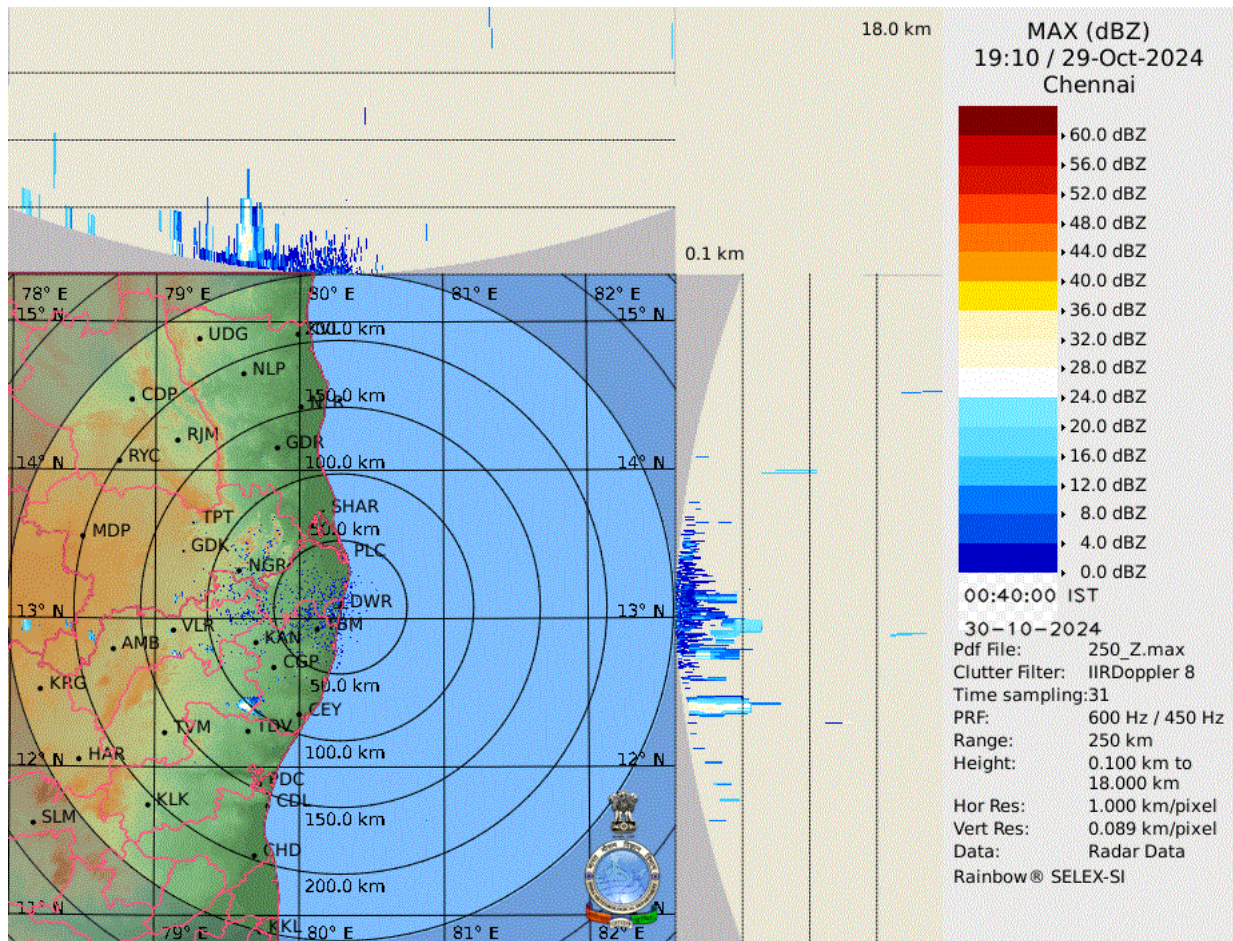 18.0 km
0.1 km
MAX (dBZ)
19:10 / 29-Oct-2024
Chennai
60.0 dBZ
56.0 dBZ
52.0 dBZ
48.0 dBZ
44.0 dBZ
40.0 dBZ
36.0 dBZ
32.0 dBZ
28.0 dBZ
24.0 dBZ
20.0 dBZ
16.0 dBZ
12.0 dBZ
8.0 dBZ
4.0 dBZ
0.0 dBZ
00:40:00 IST
30-10-2024
Pdf File: 250_Z.max
Clutter Filter: IIRDoppler 8
Time sampling:31
PRF: 600 Hz / 450 Hz
Range: 250 km
Height: 0.100 km to
18.000 km
Hor Res: 1.000 km/pixel
Vert Res: 0.089 km/pixel
Data: Radar Data
Rainbow® SELEX-SI
78° E 79° E 80° E 81° E 82° E
15° N 15° N
UDG
NLP
CDP
150.0 km
RJM
GDR
RYC
100.0 km
14° N 14° N
SHAR
TPT
50.0 km
MDP
GDK
PLC
NGR
DWR
13° N 13° N
VLR
AMB
KAN
CGP
KRG
50.0 km
CEY
TVM
TDV
HAR
100.0 km
12° N 12° N
PDC
KLK
CDL
SLM
150.0 km
CHD
200.0 km
11° N 11° N
KKL
79° E 80° E 81° E 82° E